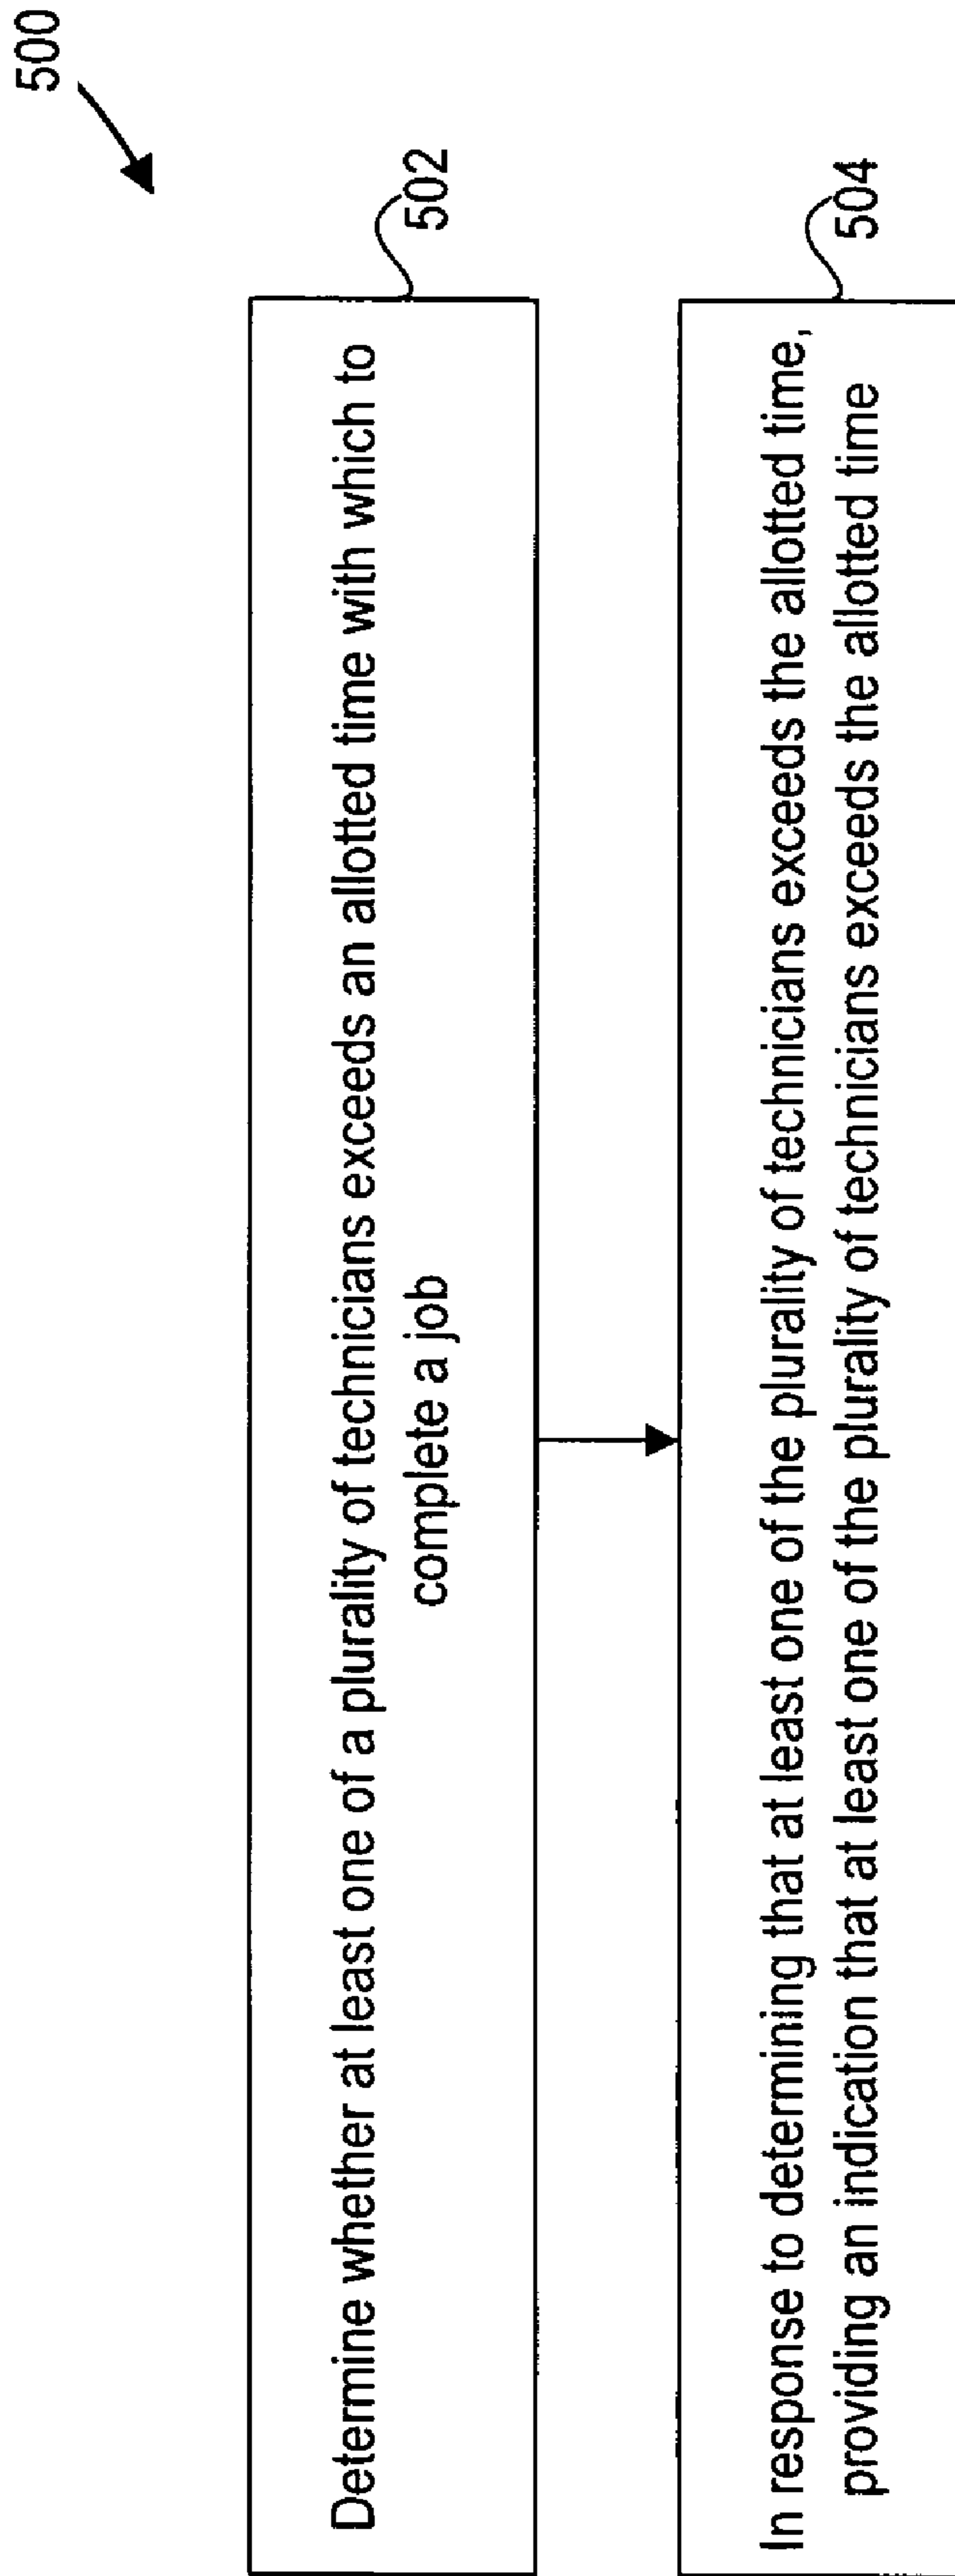 500
Determine whether at least one of a plurality of technicians exceeds an allotted time with which to
complete a job
502
In response to determining that at least one of the plurality of technicians exceeds the allotted time,
providing an indication that at least one of the plurality of technicians exceeds the allotted time
504